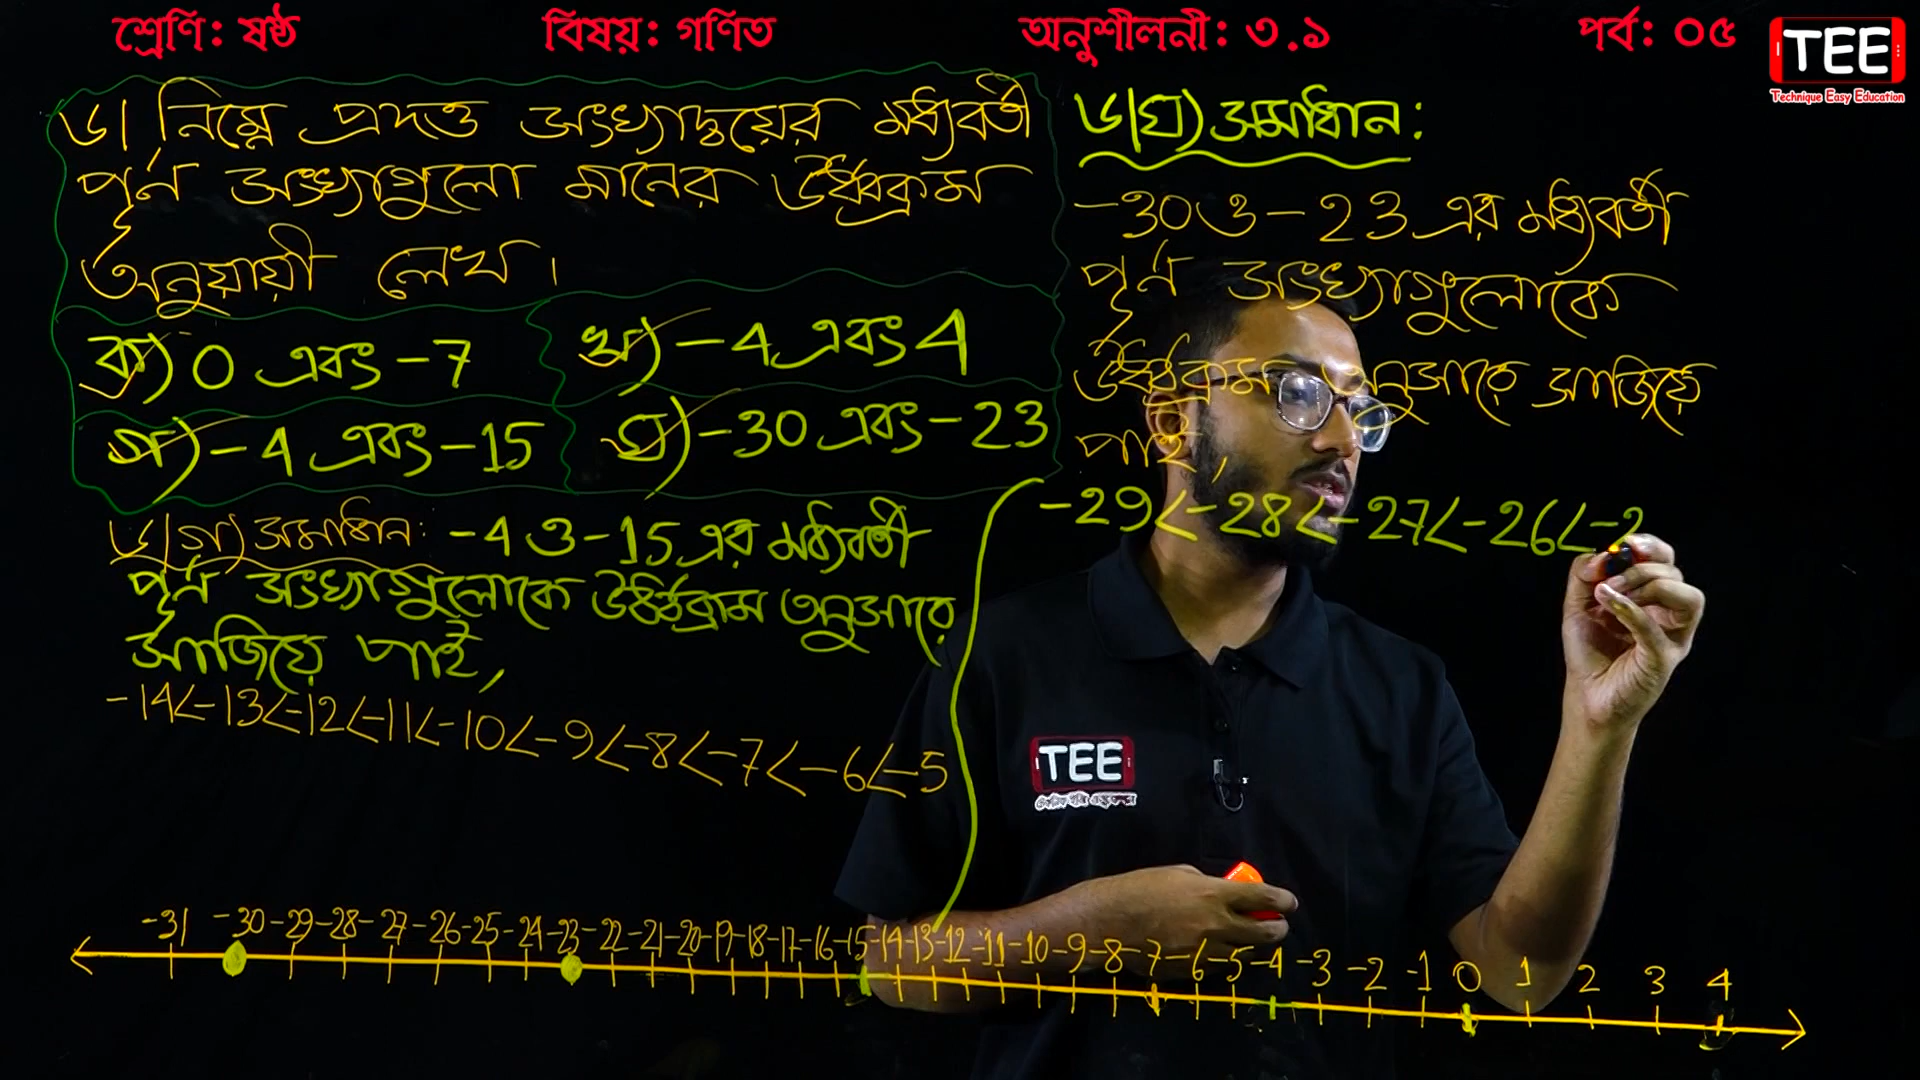 শ্রেণি: ষষ্ঠ
বিষয়: গণিত
অনুশীলনী: ৩.১
পর্ব: ০৫
TEE
Technique Easy Education
৬। নিম্নে প্রদত্ত সংখ্যাদ্বয়ের মধ্যবর্তী
পূর্ণ সংখ্যাগুলো মানের উর্ধ্বক্রম
অনুযায়ী লেখ।
ক) 0 এবং -7
খ) -4 এবং 4
গ) -4 এবং -15
ঘ) -30 এবং -23
৬।গ) সমাধান: -4 ও -15 এর মধ্যবর্তী
পূর্ণ সংখ্যাগুলোকে উর্ধ্বক্রম অনুসারে
সাজিয়ে পাই,
-14<-13<-12<-11<-10<-9<-8<-7<-6<-5
৬।ঘ) সমাধান:
-30 ও -23 এর মধ্যবর্তী
পূর্ণ সংখ্যাগুলোকে
উর্ধ্বক্রম অনুসারে সাজিয়ে
পাই,
-29<-28<-27<-26<-2
TEE
-31 -30 -29 -28 -27 -26 -25 -24 -23 -22 -21 -20 -19 -18 -17 -16 -15 -14 -13 -12 -11 -10 -9 -8 -7 -6 -5 -4 -3 -2 -1 0 1 2 3 4